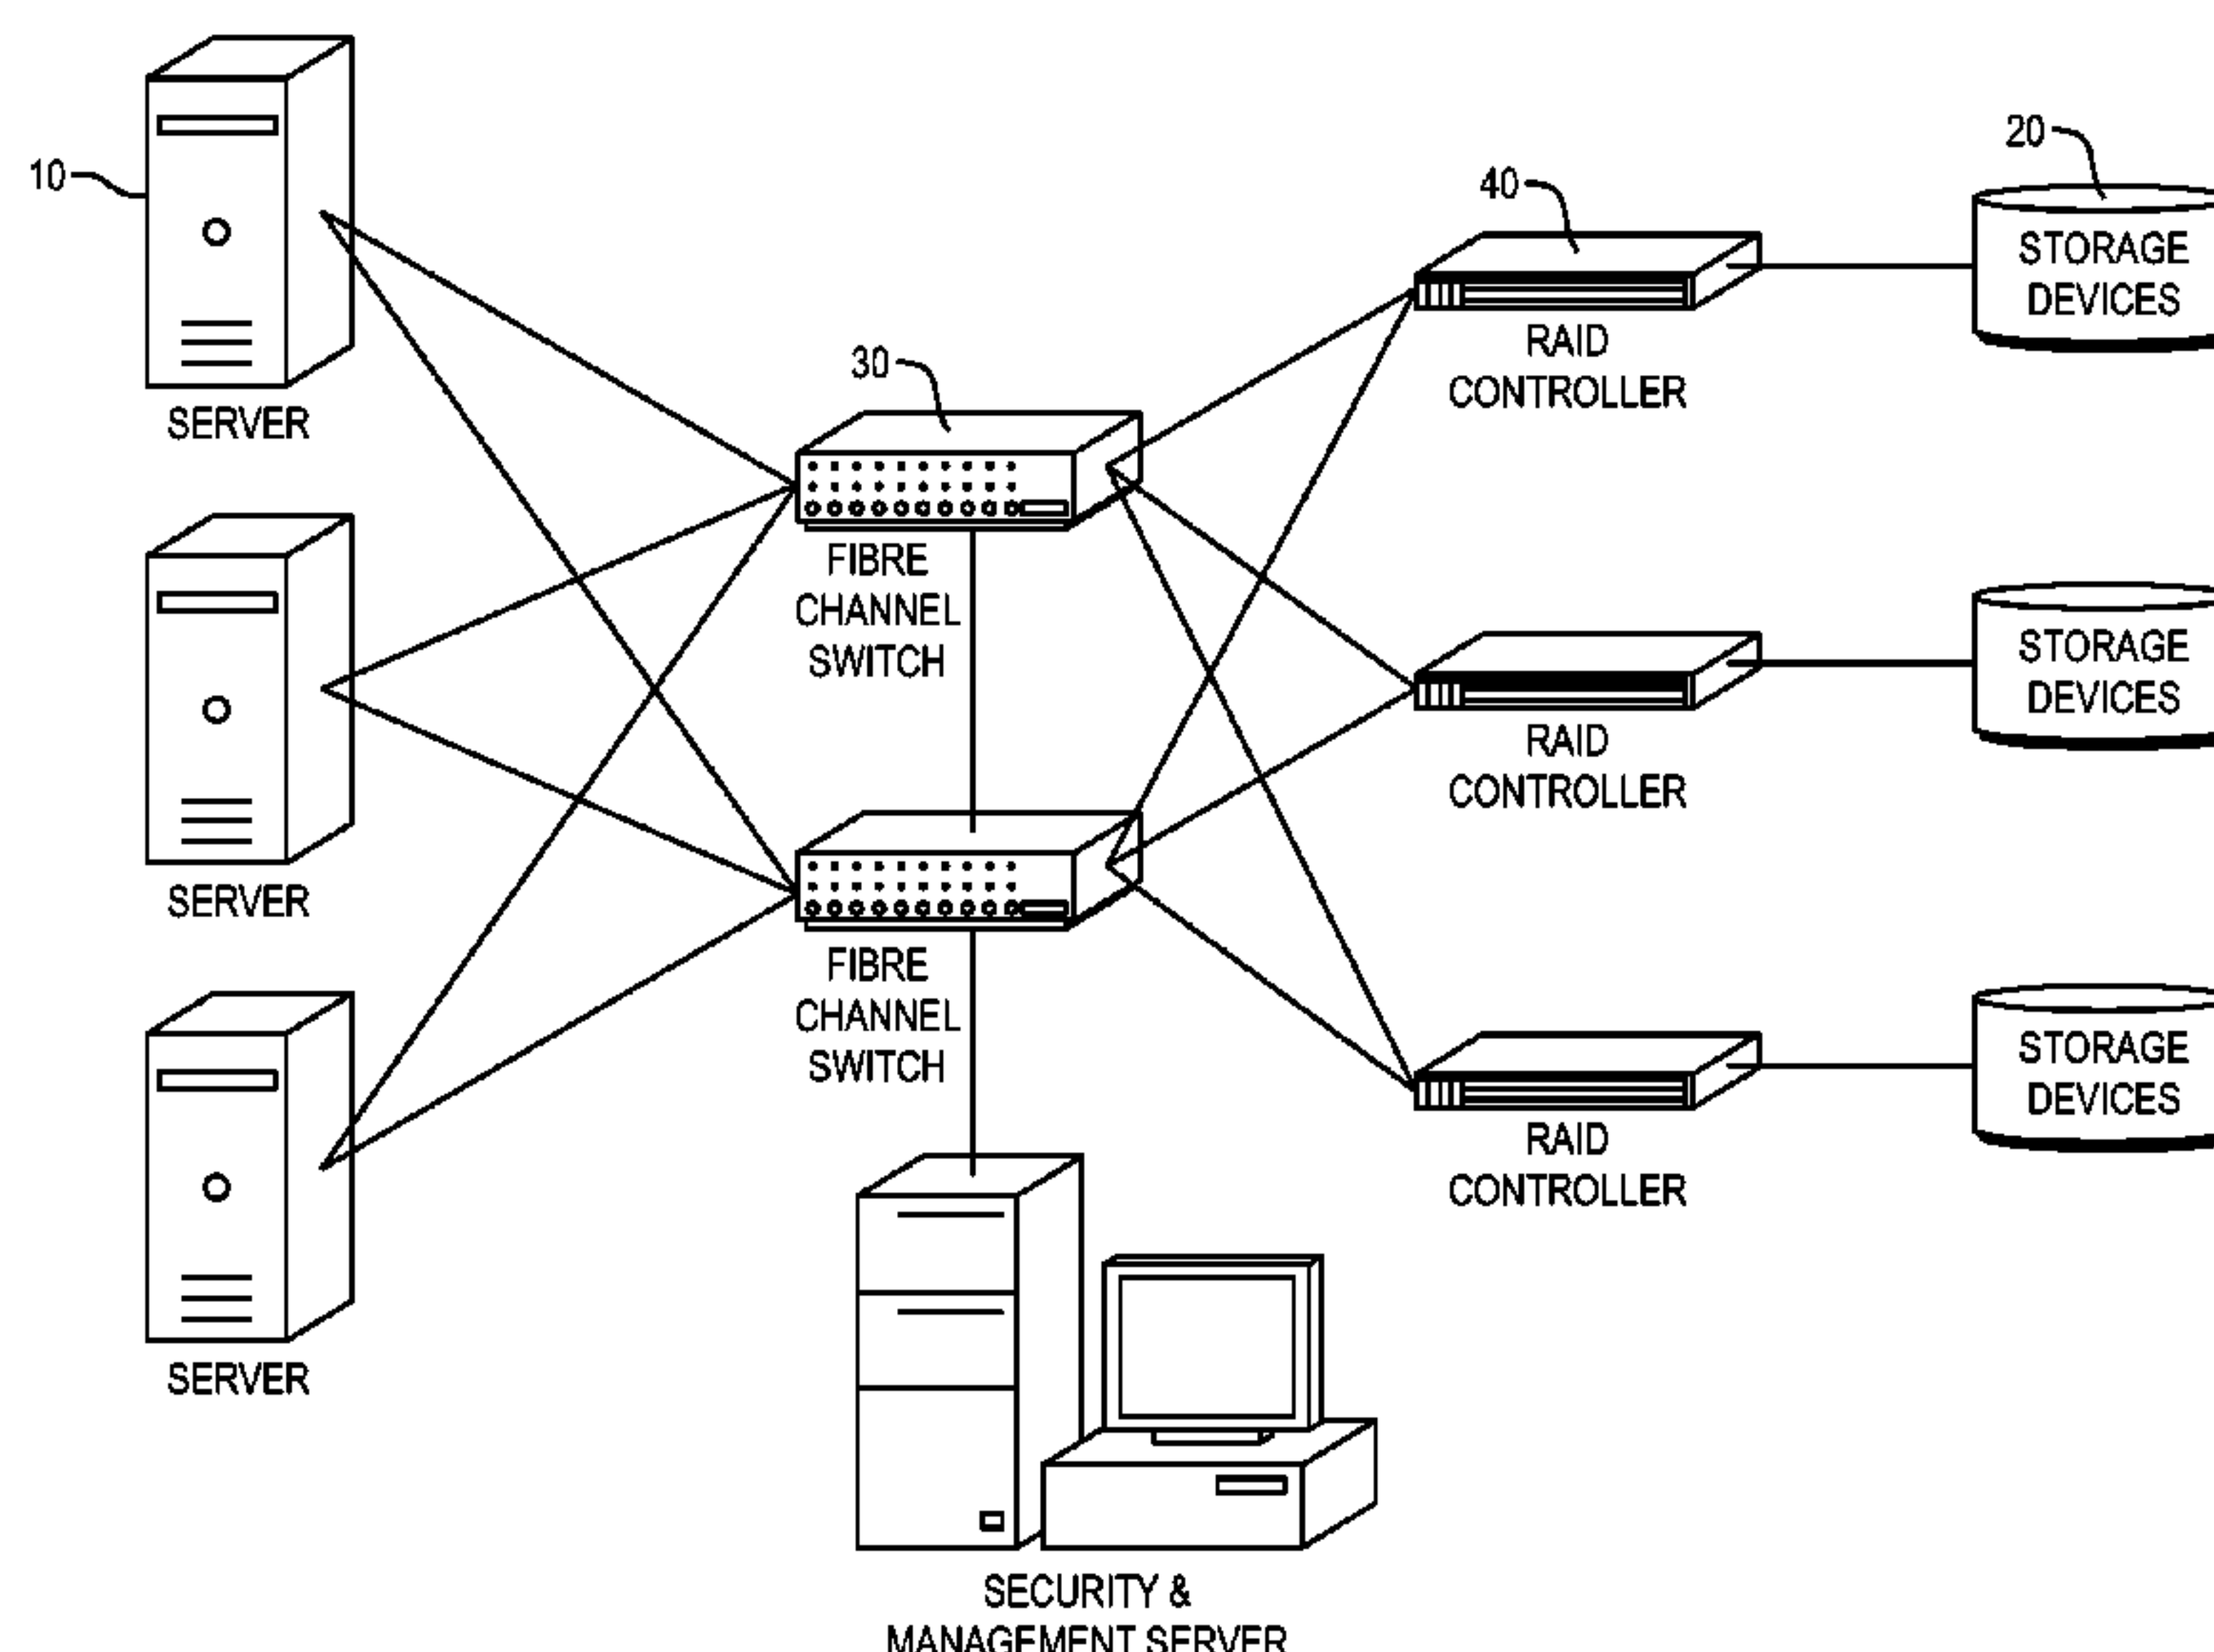 10
SERVER
SERVER
SERVER
30
FIBRE
CHANNEL
SWITCH
FIBRE
CHANNEL
SWITCH
SECURITY &
MANAGEMENT SERVER
40
RAID
CONTROLLER
RAID
CONTROLLER
RAID
CONTROLLER
20
STORAGE
DEVICES
STORAGE
DEVICES
STORAGE
DEVICES